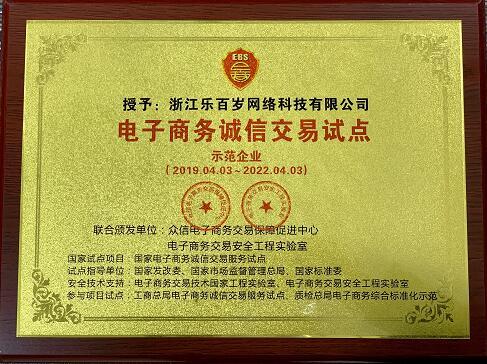 EBS
授予：浙江乐百岁网络科技有限公司
电子商务诚信交易试点
示范企业
（2019.04.03～2022.04.03）
联合颁发单位：众信电子商务交易保障促进中心
电子商务交易安全工程实验室
国家试点项目：国家电子商务诚信交易服务试点
试点指导单位：国家发改委、国家市场监督管理总局、国家标准委
安全技术支持：电子商务交易技术国家工程实验室、电子商务交易安全工程实验室
参与项目试点：工商总局电子商务诚信交易服务试点、质检总局电子商务综合标准化示范